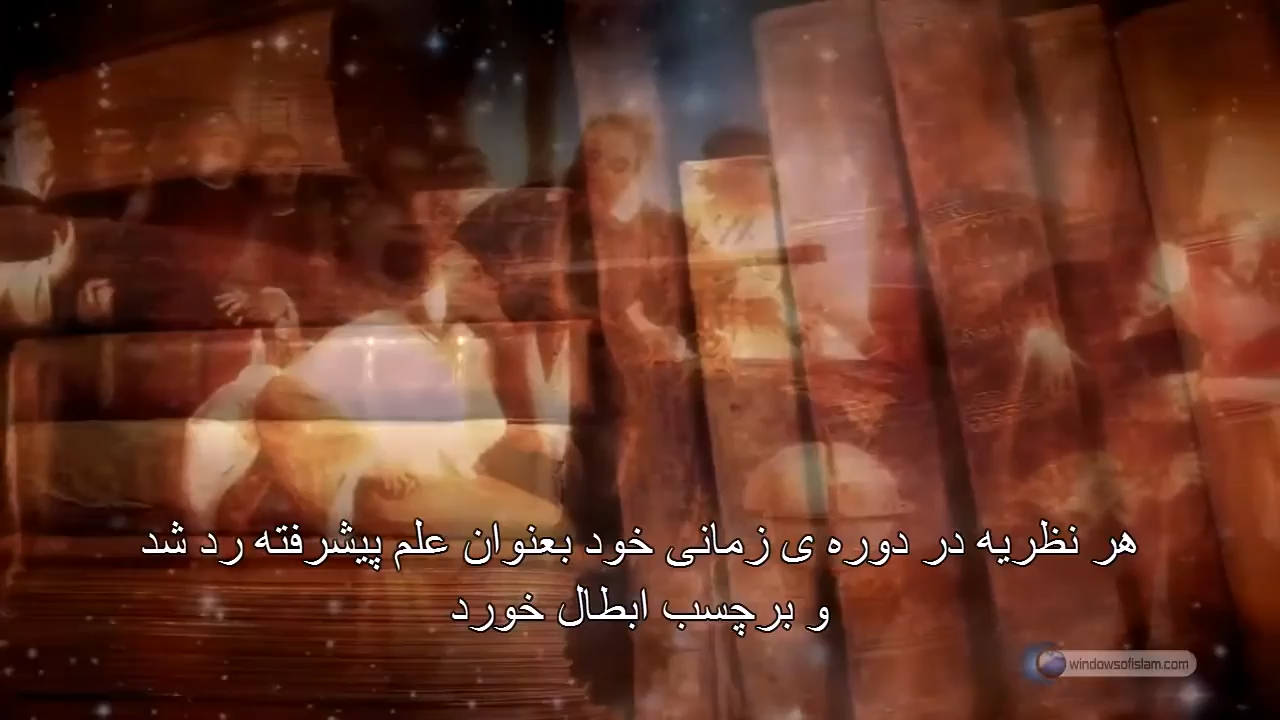 هر نظریه در دوره ی زمانی خود بعنوان علم پیشرفته رد شد
و برچسب ابطال خورد
windowsofislam.com